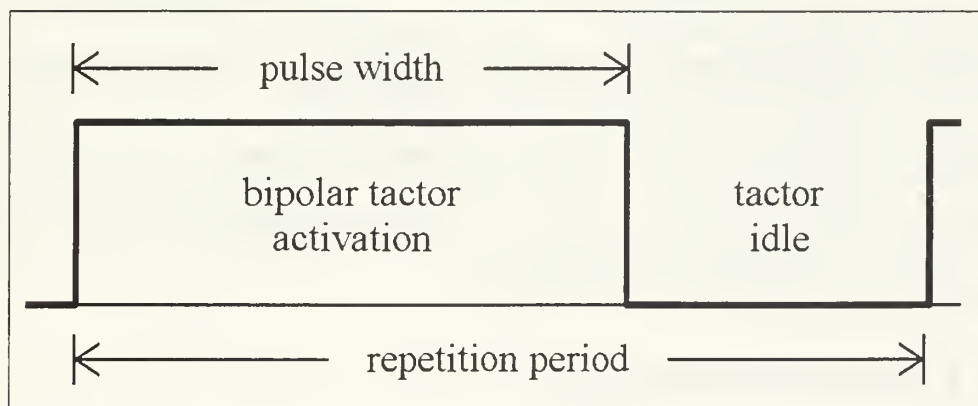 pulse width
bipolar tactor
activation
tactor
idle
repetition period